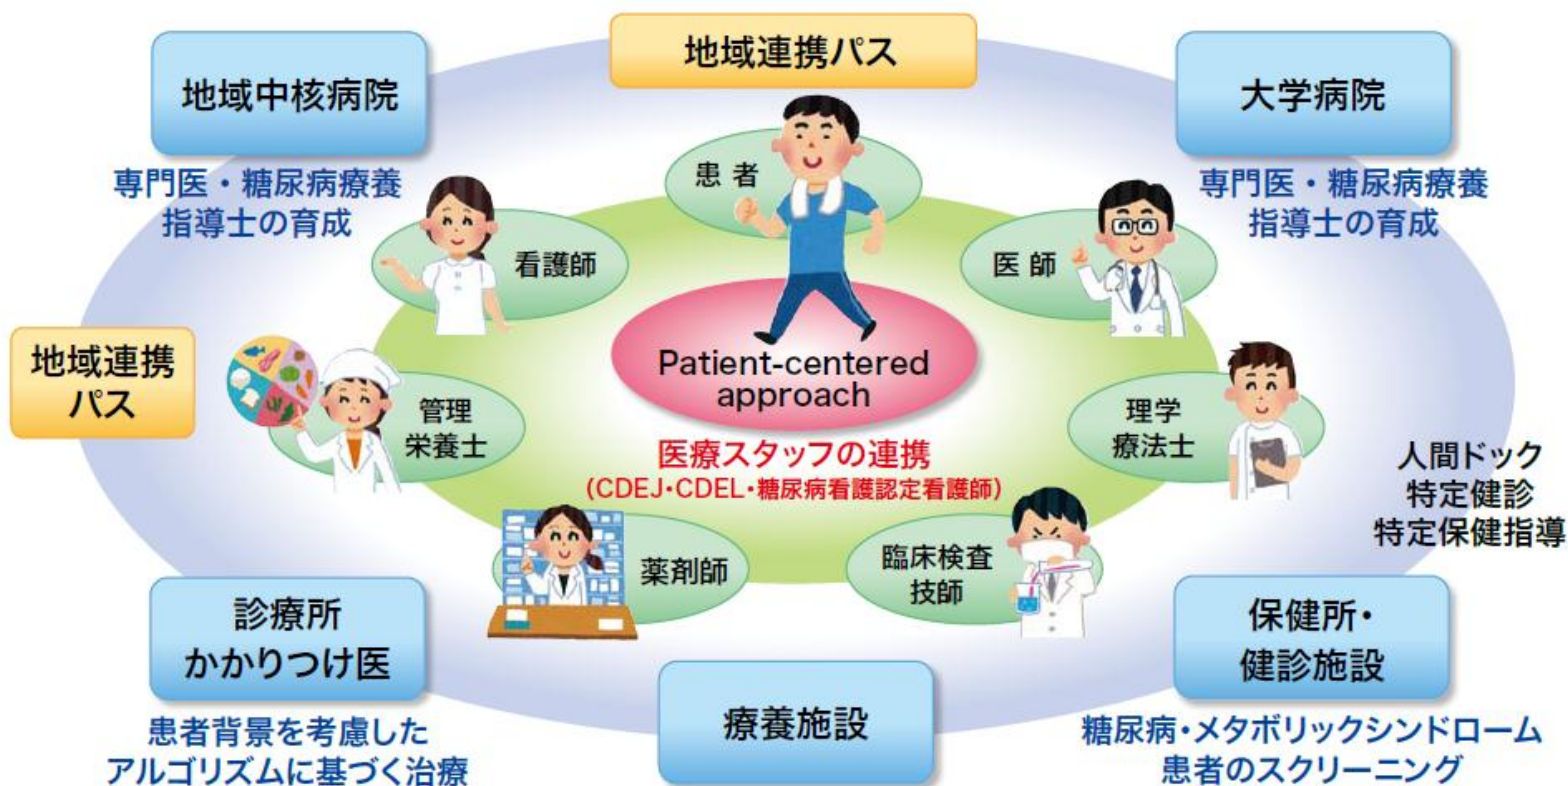 地域連携パス
地域中核病院
大学病院
専門医・糖尿病療養
指導士の育成
専門医・糖尿病療養
指導士の育成
患 者
看護師
医 師
地域連携
パス
Patient-centered
approach
管理
栄養士
理学
療法士
医療スタッフの連携
(CDEJ・CDEL・糖尿病看護認定看護師)
人間ドック
特定健診
特定保健指導
薬剤師
臨床検査
技師
診療所
かかりつけ医
保健所・
健診施設
療養施設
患者背景を考慮した
アルゴリズムに基づく治療
糖尿病・メタボリックシンドローム
患者のスクリーニング